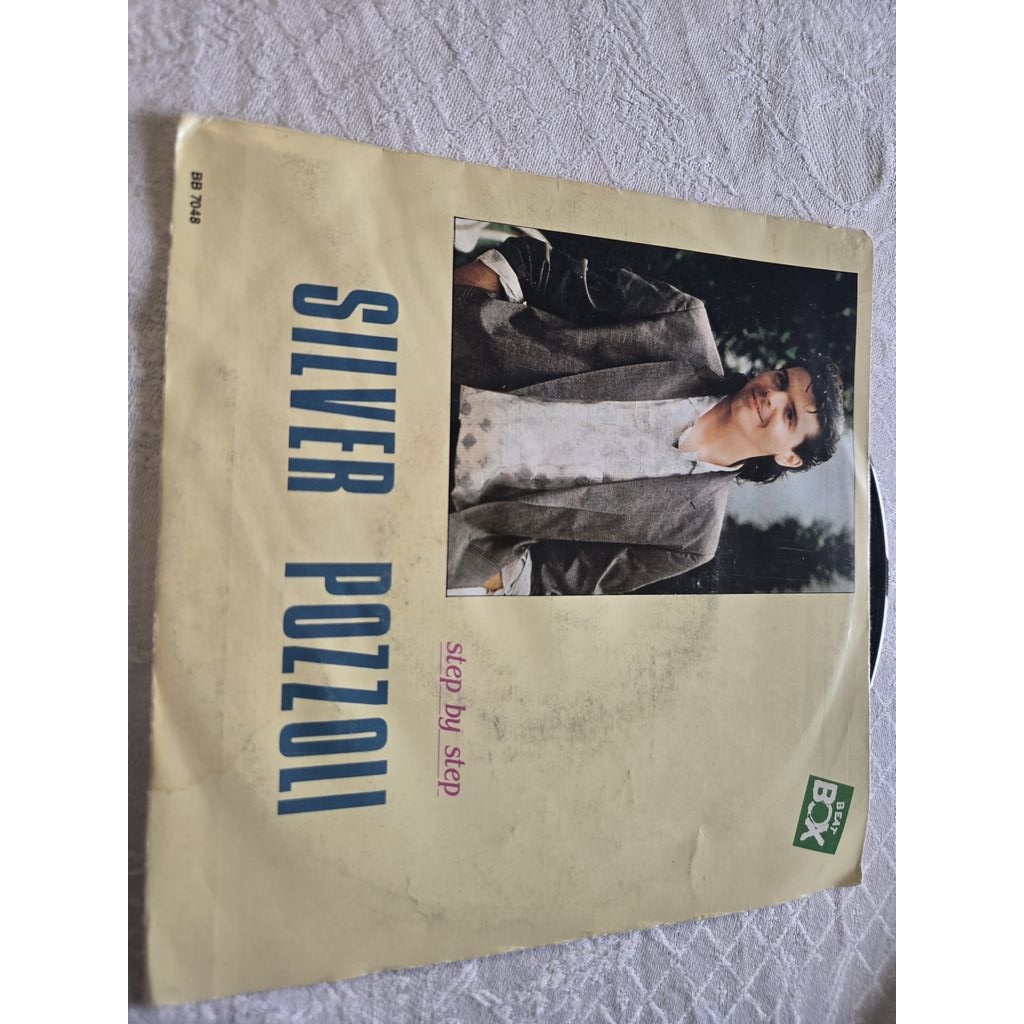 BEAT
BOX
step by step
SILVER POZZOLI
BB 7048